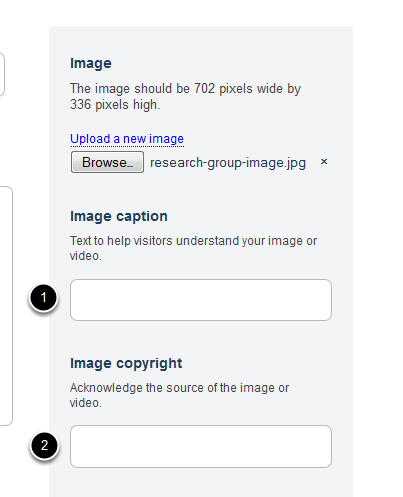 Image
The image should be 702 pixels wide by
336 pixels high.
Upload a new image
Browse... research-group-image.jpg ×
Image caption
Text to help visitors understand your image or
video.
1
Image copyright
Acknowledge the source of the image or
video.
2